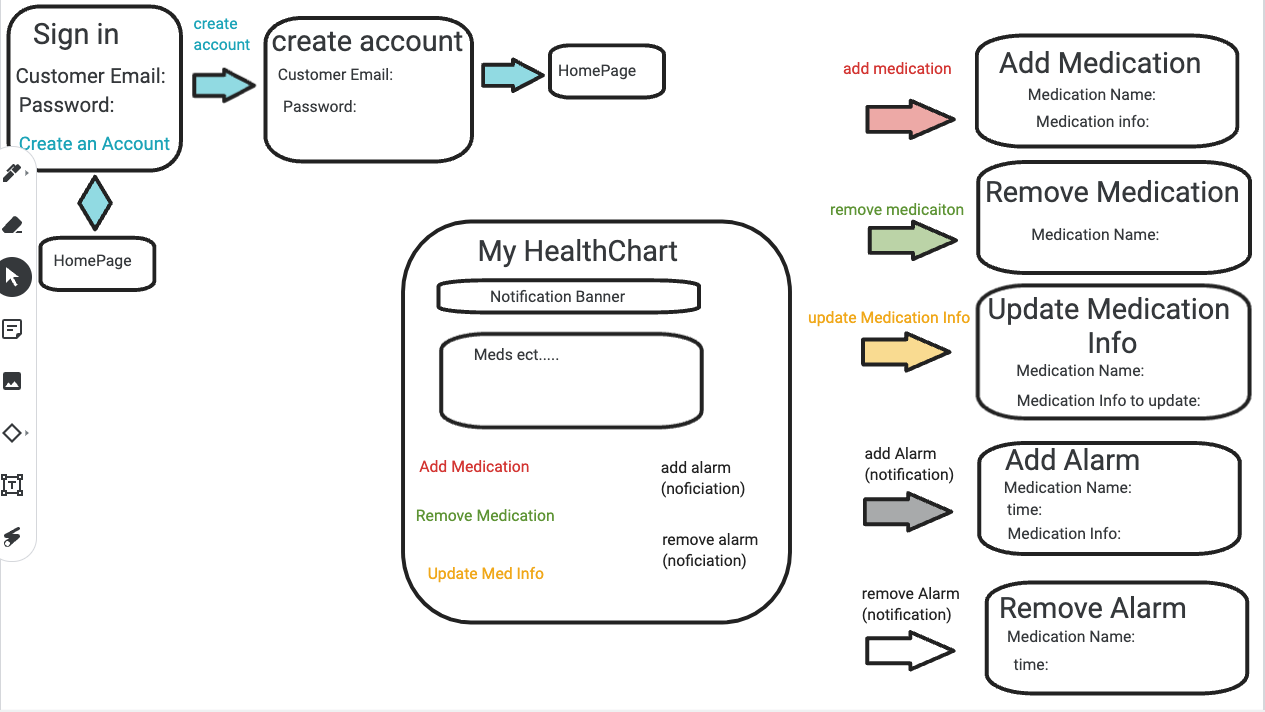 Sign in
Customer Email:
Password:
Create an Account
create
account
create account
Customer Email:
Password:
HomePage
HomePage
My HealthChart
Notification Banner
Meds ect.....
Add Medication
Remove Medication
Update Med Info
add alarm
(noficiation)
remove alarm
(noficiation)
add medication
Add Medication
Medication Name:
Medication info:
remove medicaiton
Remove Medication
Medication Name:
update Medication Info
Update Medication
Info
Medication Name:
Medication Info to update:
add Alarm
(notification)
Add Alarm
Medication Name:
time:
Medication Info:
remove Alarm
(notification)
Remove Alarm
Medication Name:
time: